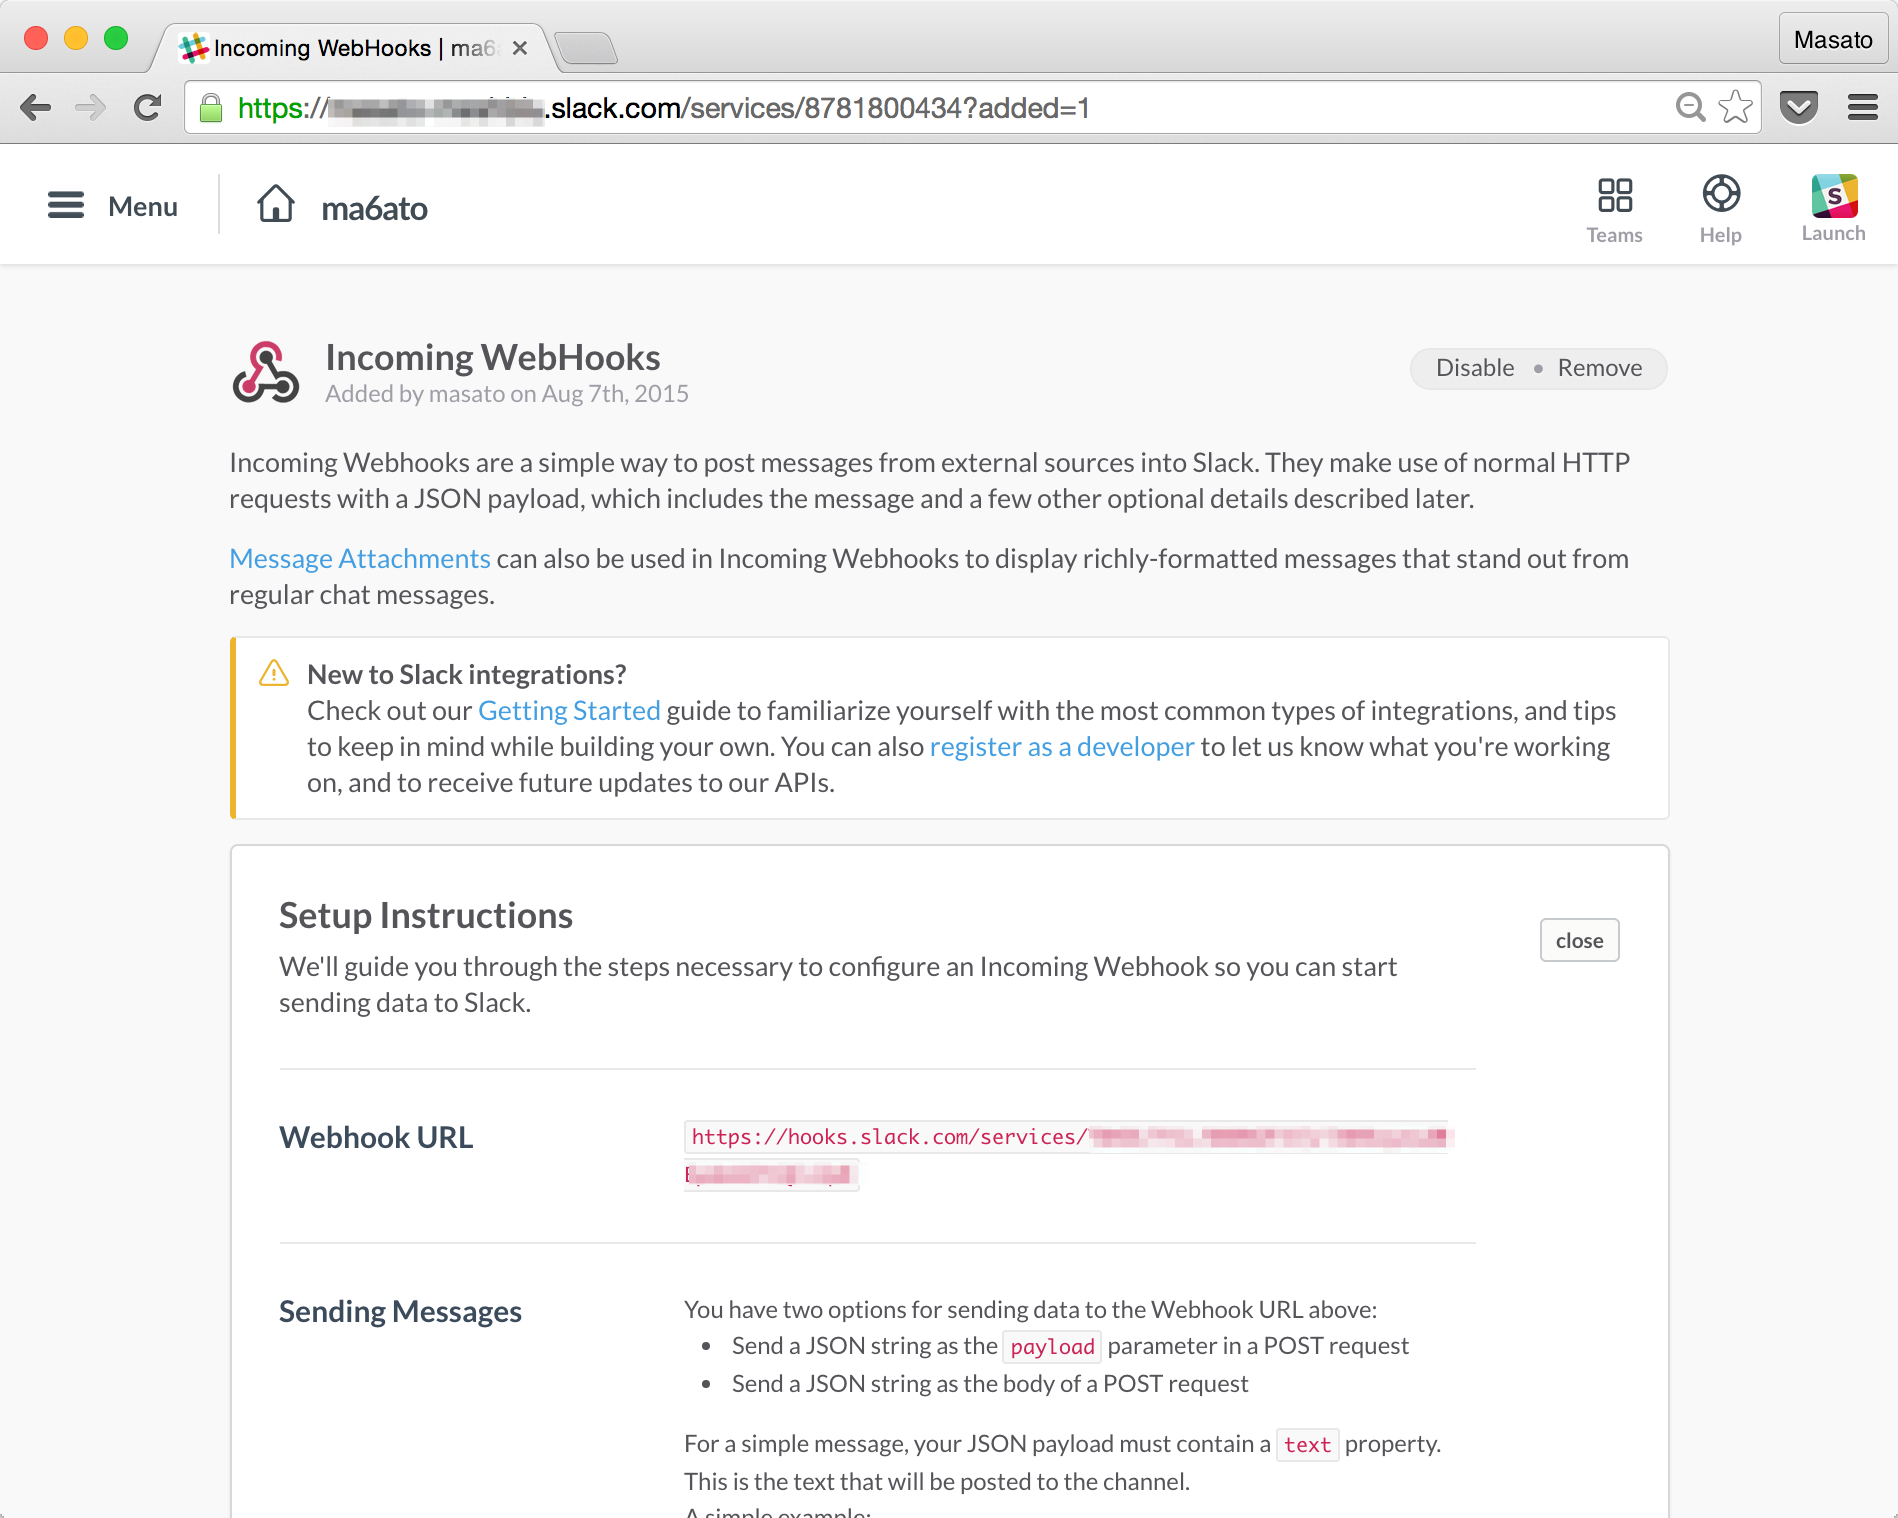 Incoming WebHooks | ma6
Masato
https://
.slack.com/services/8781800434?added=1
Menu
ma6ato
Teams
Help
S
Launch
Incoming WebHooks
Added by masato on Aug 7th, 2015
Disable • Remove
Incoming Webhooks are a simple way to post messages from external sources into Slack. They make use of normal HTTP
requests with a JSON payload, which includes the message and a few other optional details described later.
Message Attachments can also be used in Incoming Webhooks to display richly-formatted messages that stand out from
regular chat messages.
New to Slack integrations?
Check out our Getting Started guide to familiarize yourself with the most common types of integrations, and tips
to keep in mind while building your own. You can also register as a developer to let us know what you're working
on, and to receive future updates to our APIs.
Setup Instructions
close
We'll guide you through the steps necessary to configure an Incoming Webhook so you can start
sending data to Slack.
Webhook URL
https://hooks.slack.com/services/
Sending Messages
You have two options for sending data to the Webhook URL above:
• Send a JSON string as the payload parameter in a POST request
• Send a JSON string as the body of a POST request
For a simple message, your JSON payload must contain a text property.
This is the text that will be posted to the channel.
A simple example: